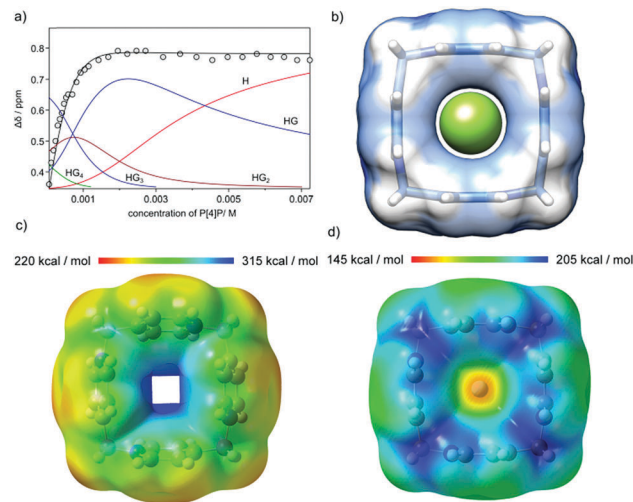 a)
b)
Δδ / ppm
0.8
0.7
0.6
0.5
0.4
H
HG
HG₄
HG₃
HG₂
0.001
0.003
0.005
0.007
concentration of P[4]P/ M
c)
d)
220 kcal / mol 315 kcal / mol
145 kcal / mol 205 kcal / mol